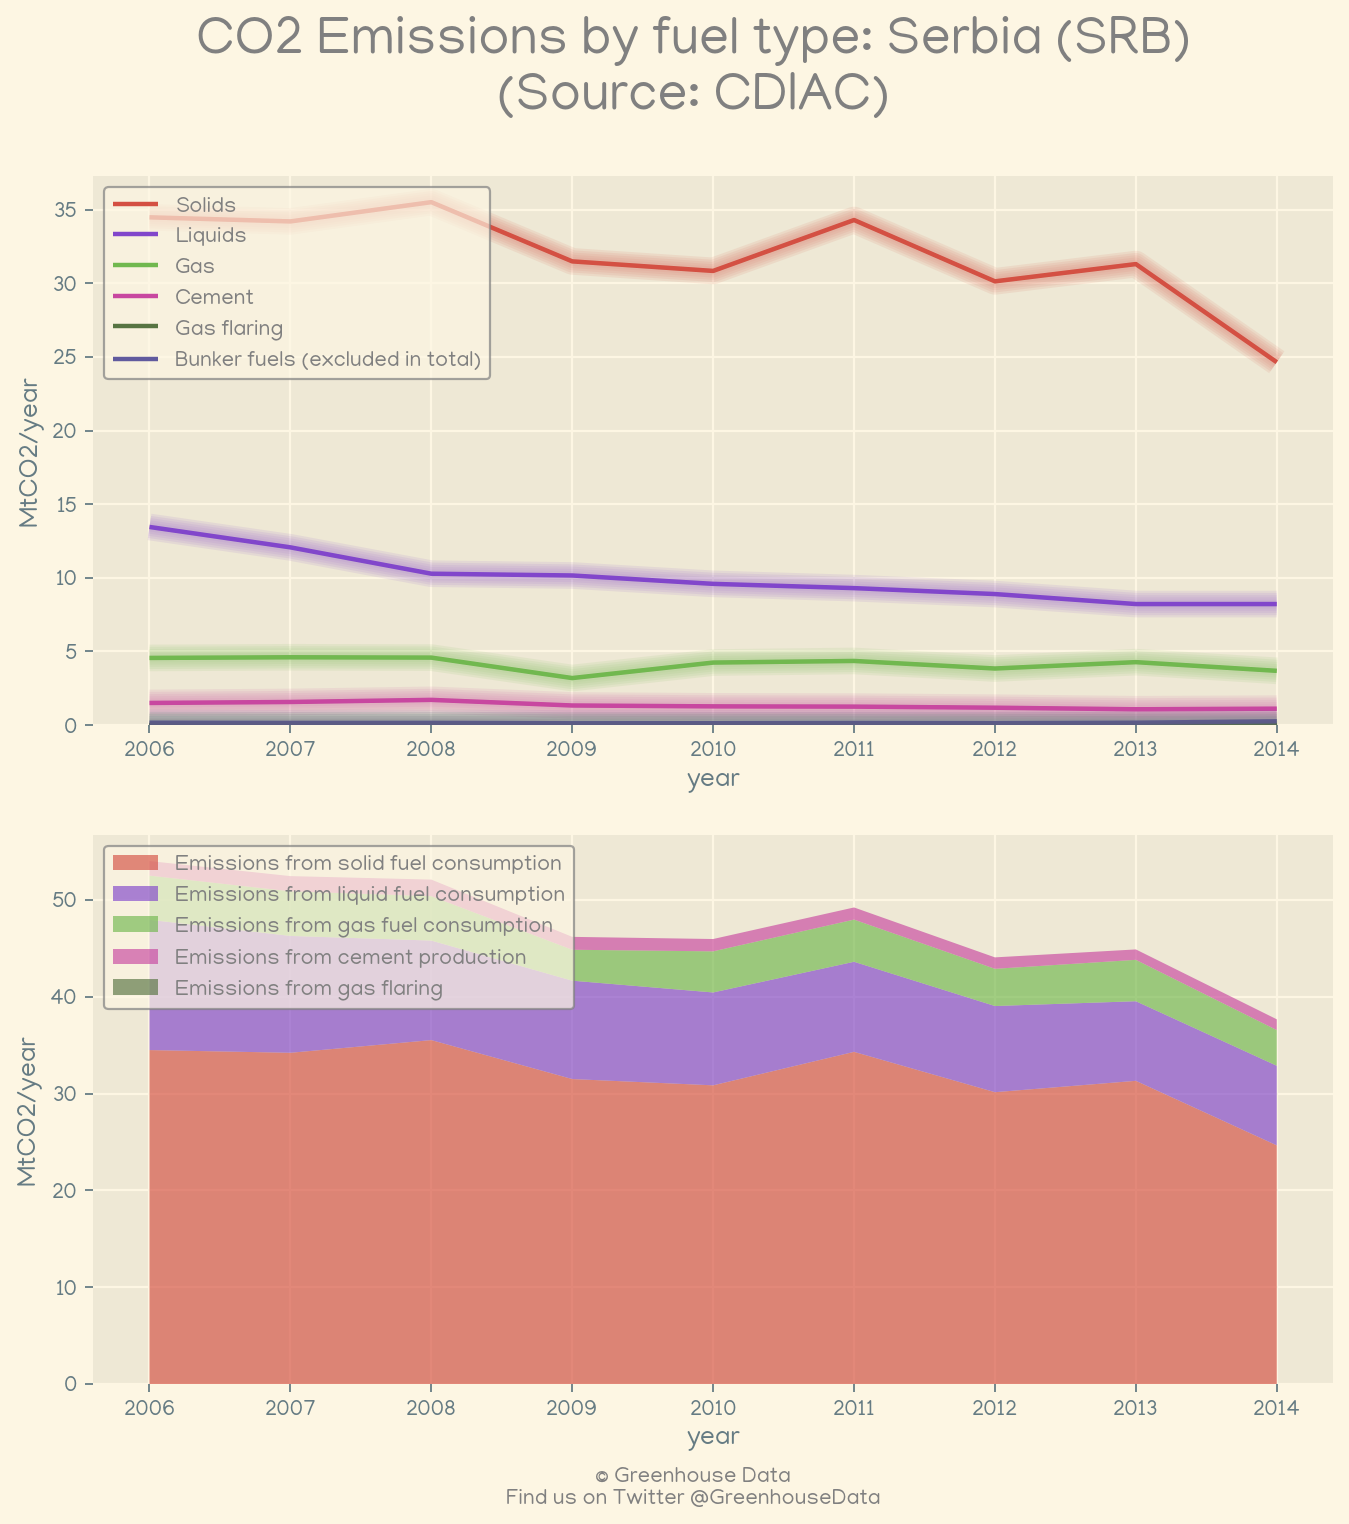 CO2 Emissions by fuel type: Serbia (SRB)
(Source: CDIAC)
Solids
Liquids
Gas
Cement
Gas flaring
Bunker fuels (excluded in total)
35
30
25
20
15
10
5
0
MtCO2/year
2006 2007 2008 2009 2010 2011 2012 2013 2014
year
Emissions from solid fuel consumption
Emissions from liquid fuel consumption
Emissions from gas fuel consumption
Emissions from cement production
Emissions from gas flaring
50
40
30
20
10
0
MtCO2/year
2006 2007 2008 2009 2010 2011 2012 2013 2014
year
© Greenhouse Data
Find us on Twitter @GreenhouseData